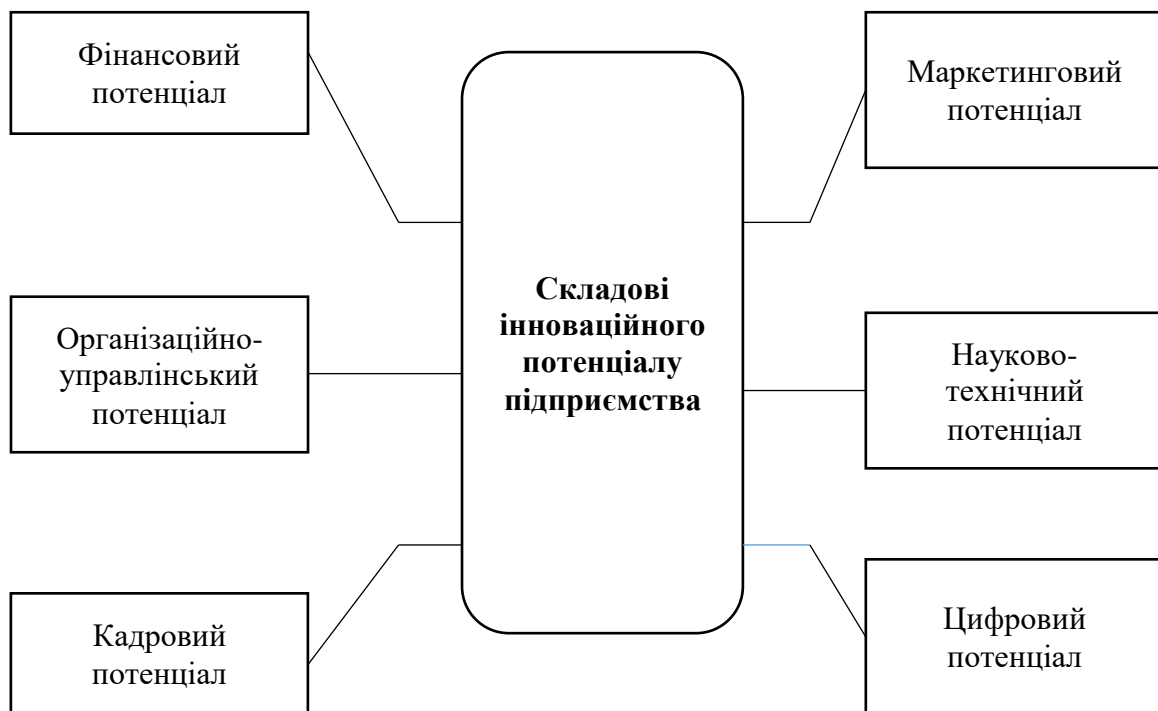 Фінансовий
потенціал
Організаційно-
управлінський
потенціал
Кадровий
потенціал
Складові
інноваційного
потенціалу
підприємства
Маркетинговий
потенціал
Науково-
технічний
потенціал
Цифровий
потенціал